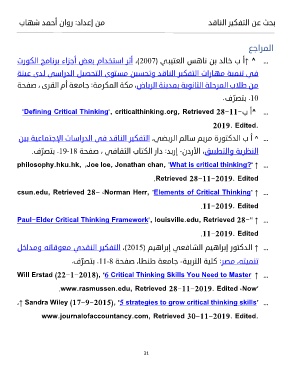 بحث عن التفكير الناقد
من إعداد: روان أحمد شهاب
المراجع
... ^ أ ب خالد بن ناهس العتيبي (2007)، أثر استخدام بعض أجزاء برنامج الكورت
في تنمية مهارات التفكير الناقد وتحسين مستوى التحصيل الدراسي لدى عينة
من طلاب المرحلة الثانوية بمدينة الرياض، مكة المكرمة: جامعة أم القرى ، صفحة
10. بتصرّف.
... ^أ ب "Defining Critical Thinking', criticalthinking.org, Retrieved 28-11-
2019. Edited.
... ^ أ ب الدكتورة مريم سالم الربضي، التفكير الناقد في الدراسات الاجتماعية بين
النظرية والتطبيق، الأردن- إربد: دار الكتاب الثقافي ، صفحة 18-19. بتصرّف.
... ↑ Joe Lee, Jonathan chan, 'What is critical thinking?', philosophy.hku.hk,
Retrieved 28-11-2019. Edited.
... ↑ Norman Herr, 'Elements of Critical Thinking', csun.edu, Retrieved 28-
11-2019. Edited.
... ↑ "Paul-Elder Critical Thinking Framework', louisville.edu, Retrieved 28-
11-2019. Edited.
... ↑ الدكتور إبراهيم الشافعي إبراهيم (2015)، التفكير النقدي معوقاته ومداخل
تنميته، مصر: كلية التربية- جامعة طنطا، صفحة 8-11. بتصرّف.
... ↑ Will Erstad (22-1-2018), '6 Critical Thinking Skills You Need to Master
Now', www.rasmussen.edu, Retrieved 28-11-2019. Edited.
... ↑ Sandra Wiley (17-9-2015), '5 strategies to grow critical thinking skills',
www.journalofaccountancy.com, Retrieved 30-11-2019. Edited.
21